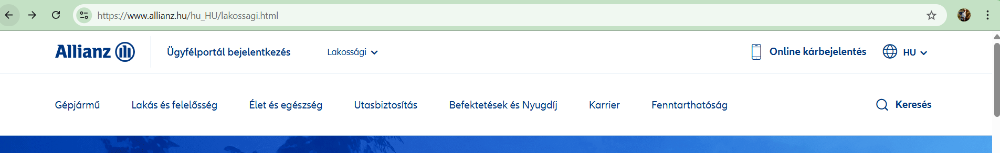 https://www.allianz.hu/hu_HU/lakossagi.html
Allianz Ügyfélportál bejelentkezés Lakossági Online kárbejelentés HU
Gépjármű Lakás és felelősség Élet és egészség Utasbiztosítás Befektetések és Nyugdíj Karrier Fenntarthatóság Keresés